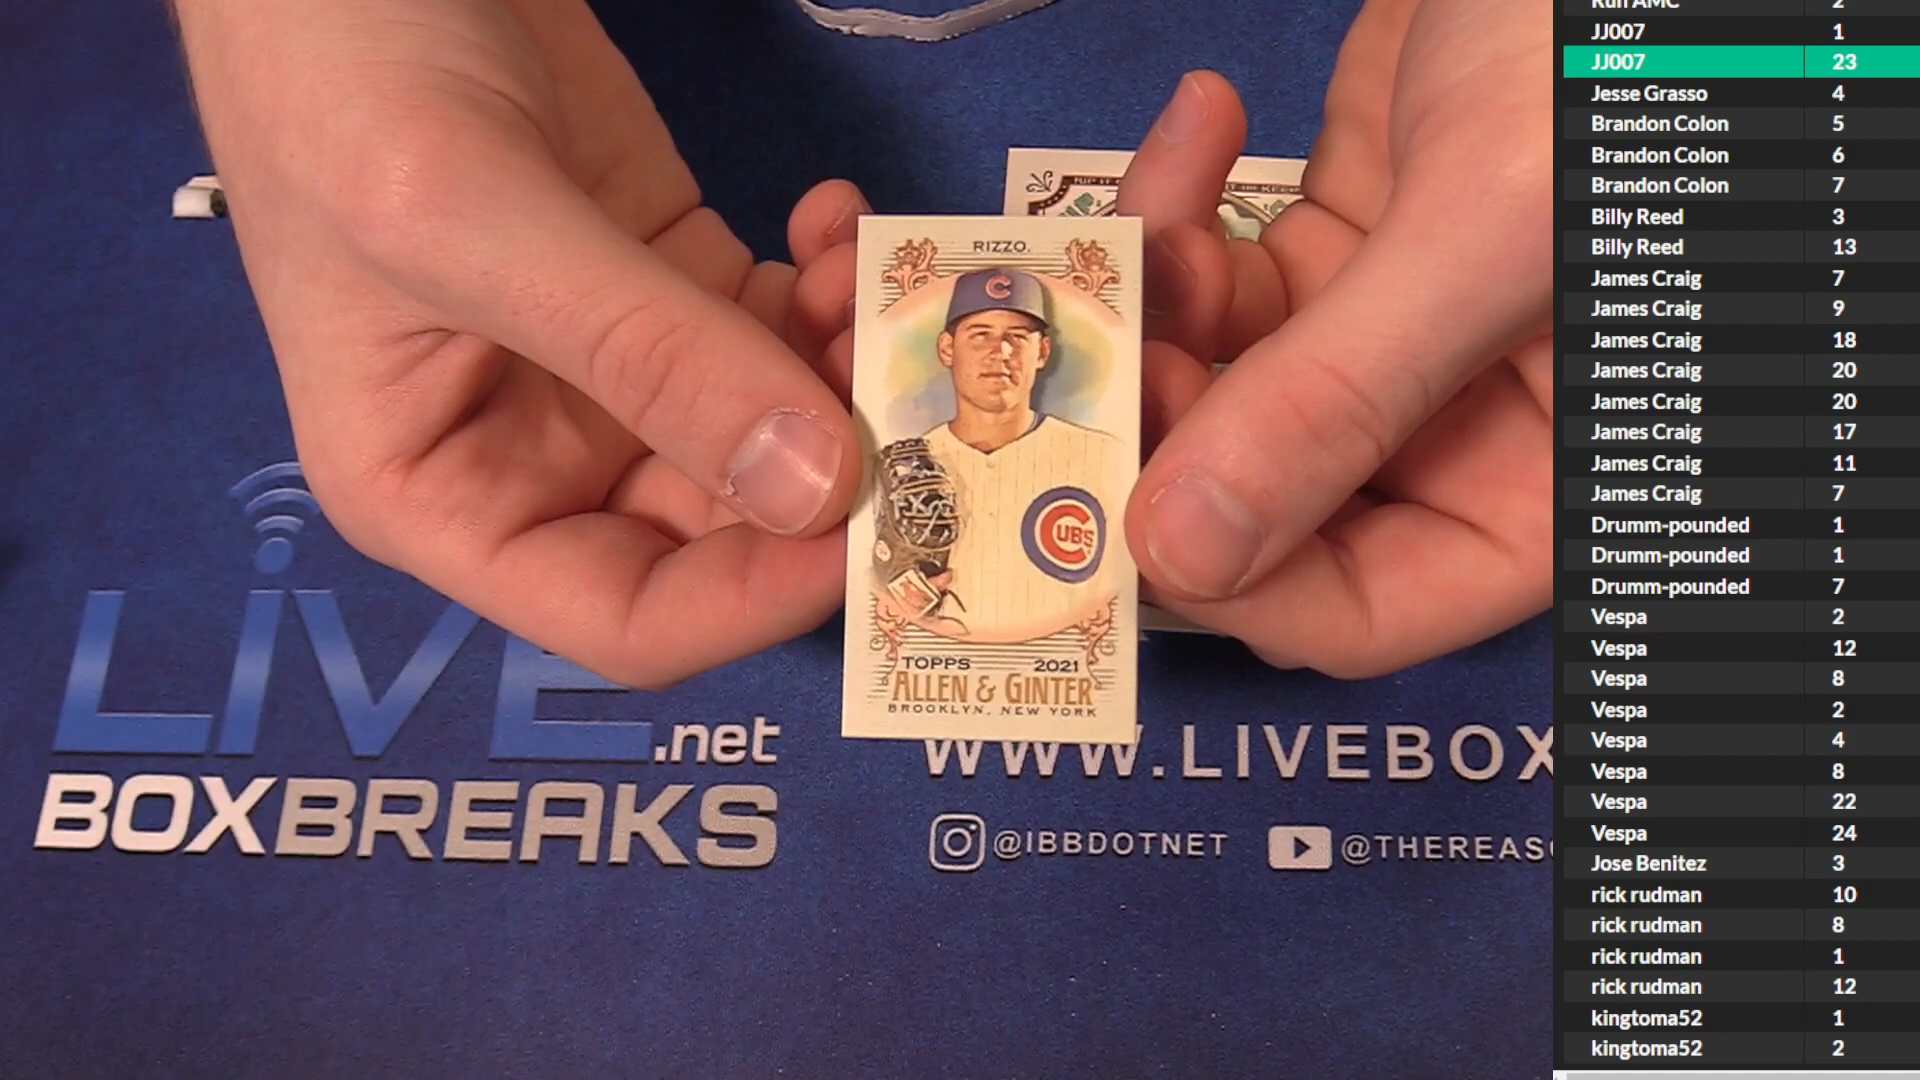 RIZZO.
C
CUBS
TOPPS 2021
ALLEN & GINTER
BROOKLYN, NEW YORK
LIVE.net
BOXBREAKS
WWW.LIVEBOX
@IBBDOTNET
@THEREAS
Run AMC 2
JJ007 1
JJ007 23
Jesse Grasso 4
Brandon Colon 5
Brandon Colon 6
Brandon Colon 7
Billy Reed 3
Billy Reed 13
James Craig 7
James Craig 9
James Craig 18
James Craig 20
James Craig 20
James Craig 17
James Craig 11
James Craig 7
Drumm-pounded 1
Drumm-pounded 1
Drumm-pounded 7
Vespa 2
Vespa 12
Vespa 8
Vespa 2
Vespa 4
Vespa 8
Vespa 22
Vespa 24
Jose Benitez 3
rick rudman 10
rick rudman 8
rick rudman 1
rick rudman 12
kingtoma52 1
kingtoma52 2